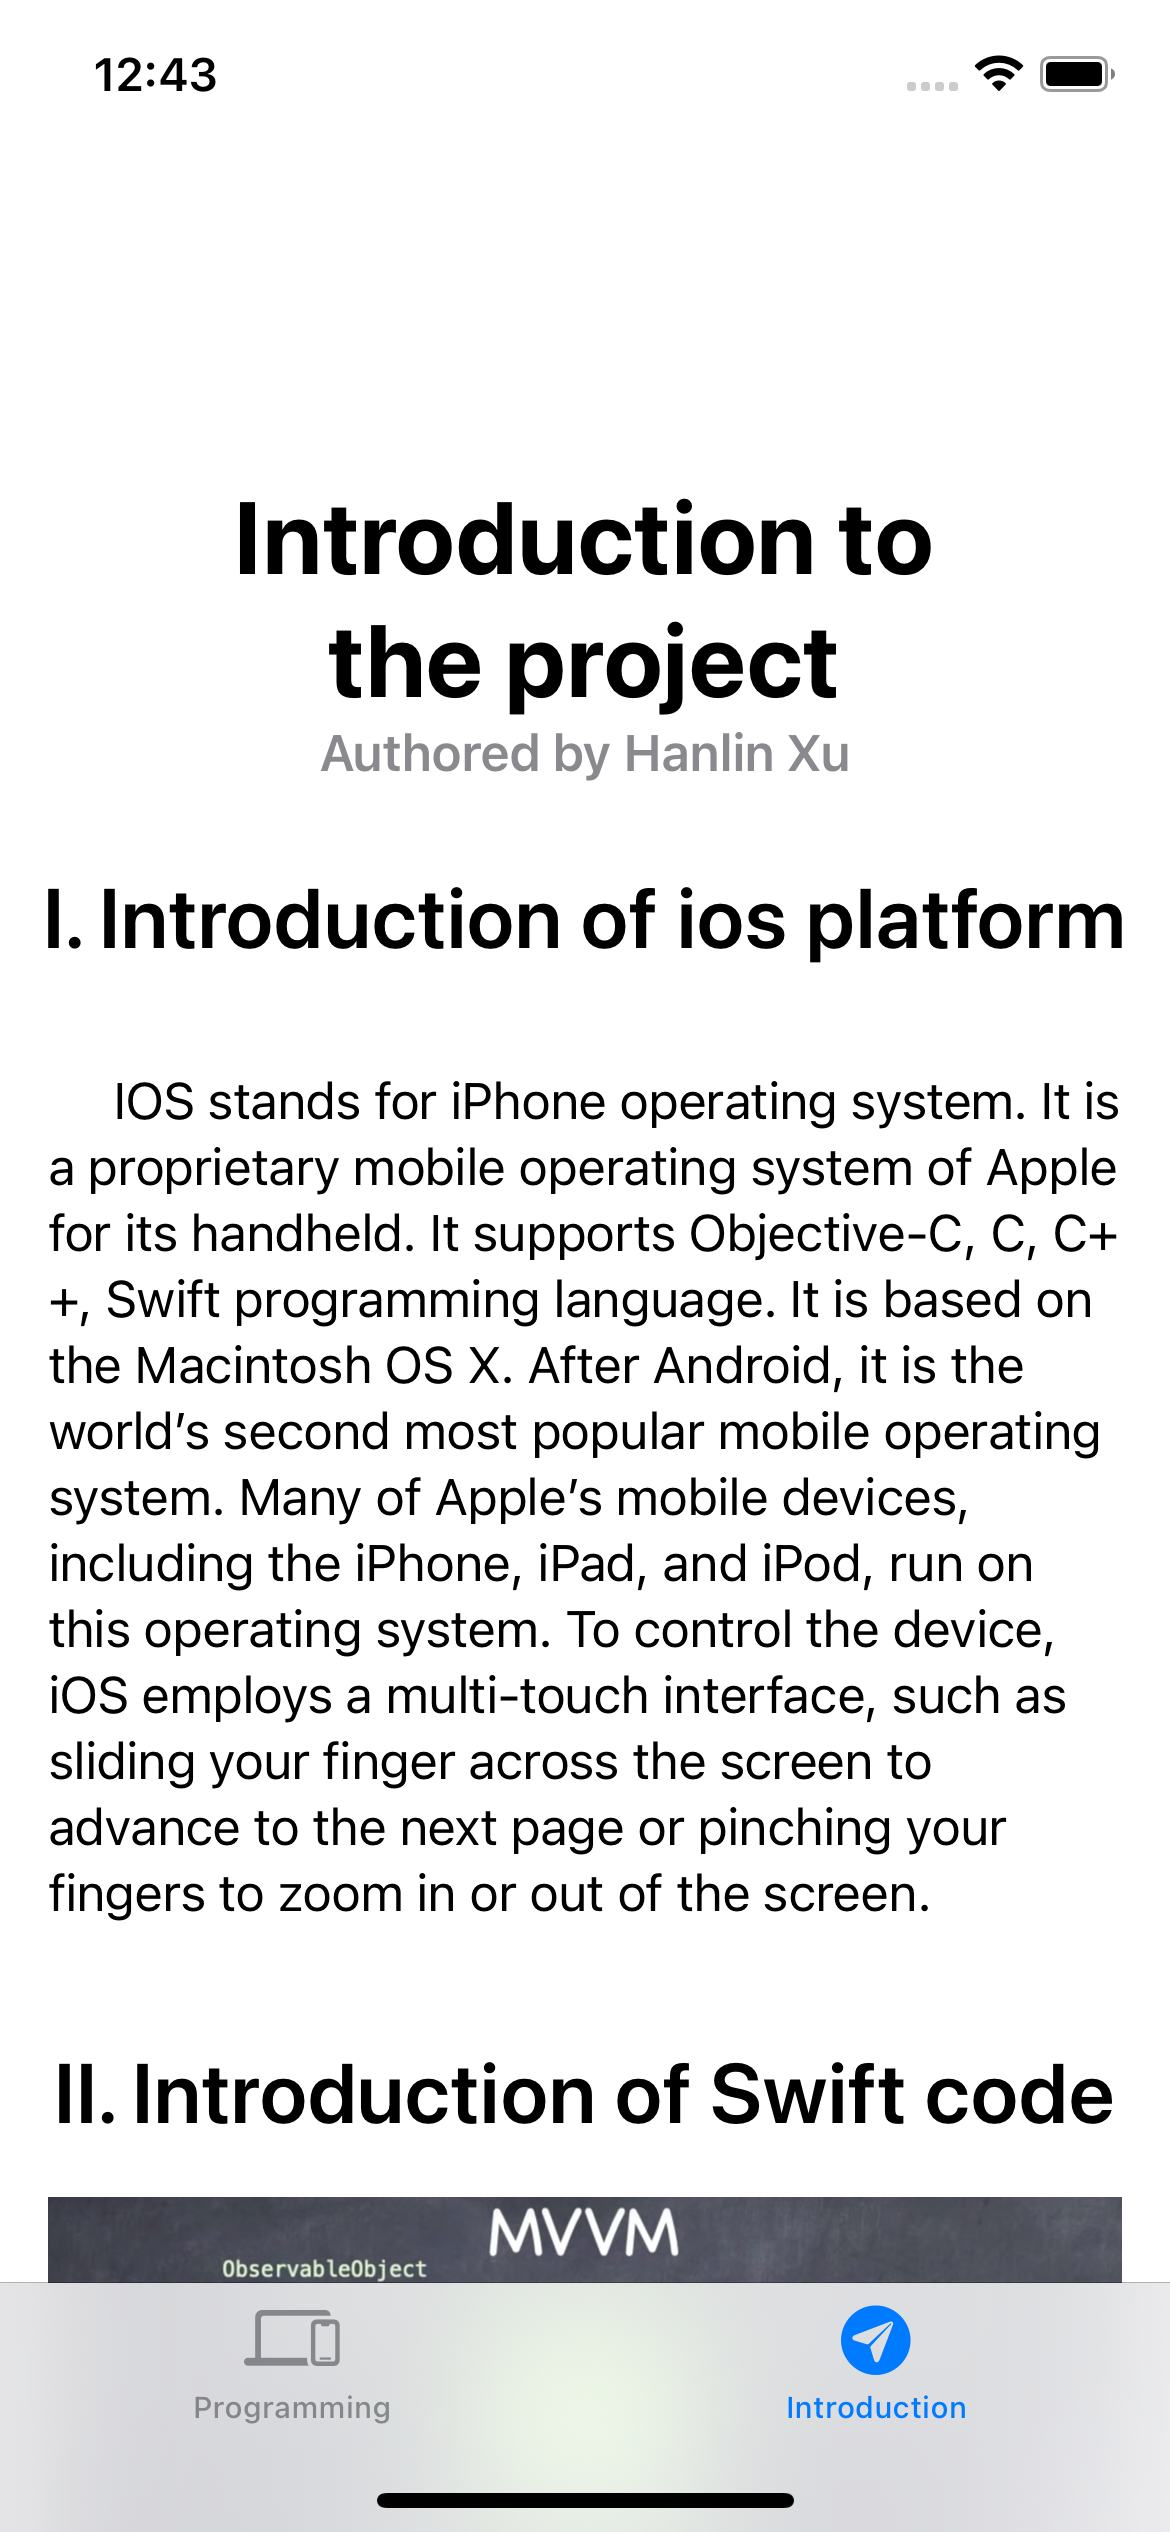 12:43
Introduction to
the project
Authored by Hanlin Xu
I. Introduction of ios platform
IOS stands for iPhone operating system. It is
a proprietary mobile operating system of Apple
for its handheld. It supports Objective-C, C, C+
+, Swift programming language. It is based on
the Macintosh OS X. After Android, it is the
world’s second most popular mobile operating
system. Many of Apple’s mobile devices,
including the iPhone, iPad, and iPod, run on
this operating system. To control the device,
iOS employs a multi-touch interface, such as
sliding your finger across the screen to
advance to the next page or pinching your
fingers to zoom in or out of the screen.
II. Introduction of Swift code
MVVM
ObservableObject
Programming
Introduction